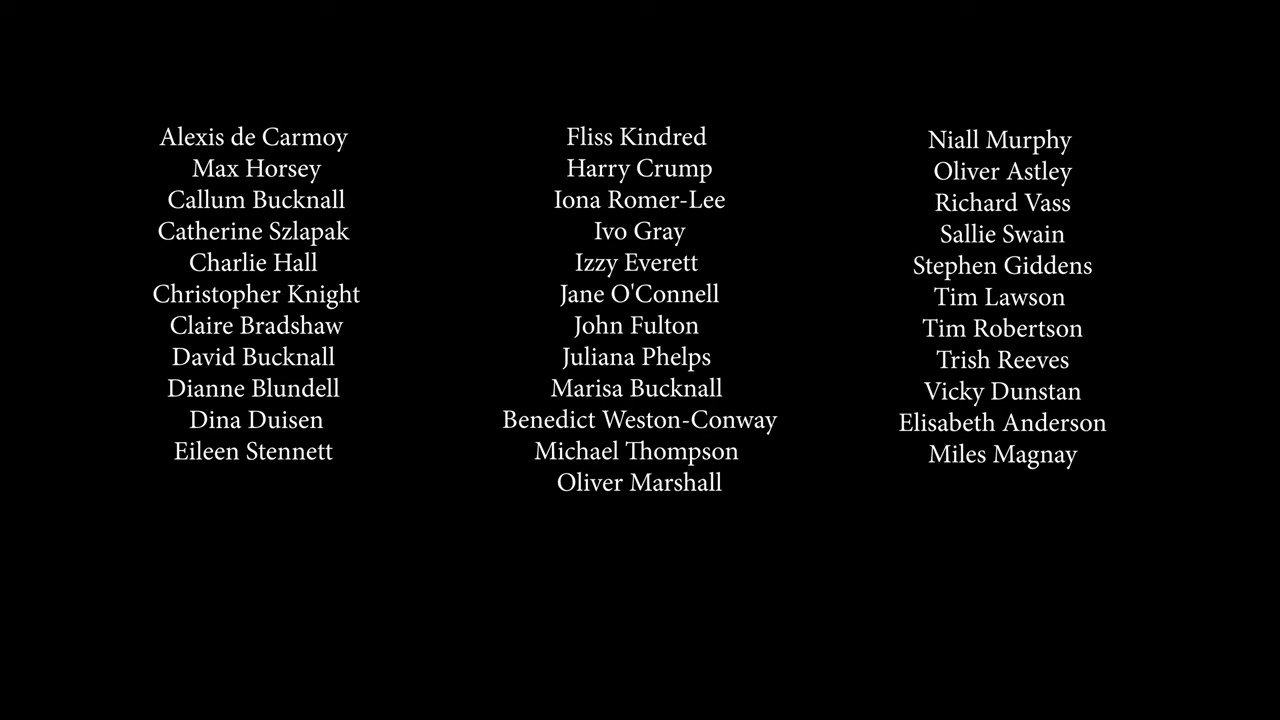 Alexis de Carmoy
Max Horsey
Callum Bucknall
Catherine Szlapak
Charlie Hall
Christopher Knight
Claire Bradshaw
David Bucknall
Dianne Blundell
Dina Duisen
Eileen Stennett
Fliss Kindred
Harry Crump
Iona Romer-Lee
Ivo Gray
Izzy Everett
Jane O'Connell
John Fulton
Juliana Phelps
Marisa Bucknall
Benedict Weston-Conway
Michael Thompson
Oliver Marshall
Niall Murphy
Oliver Astley
Richard Vass
Sallie Swain
Stephen Giddens
Tim Lawson
Tim Robertson
Trish Reeves
Vicky Dunstan
Elisabeth Anderson
Miles Magnay